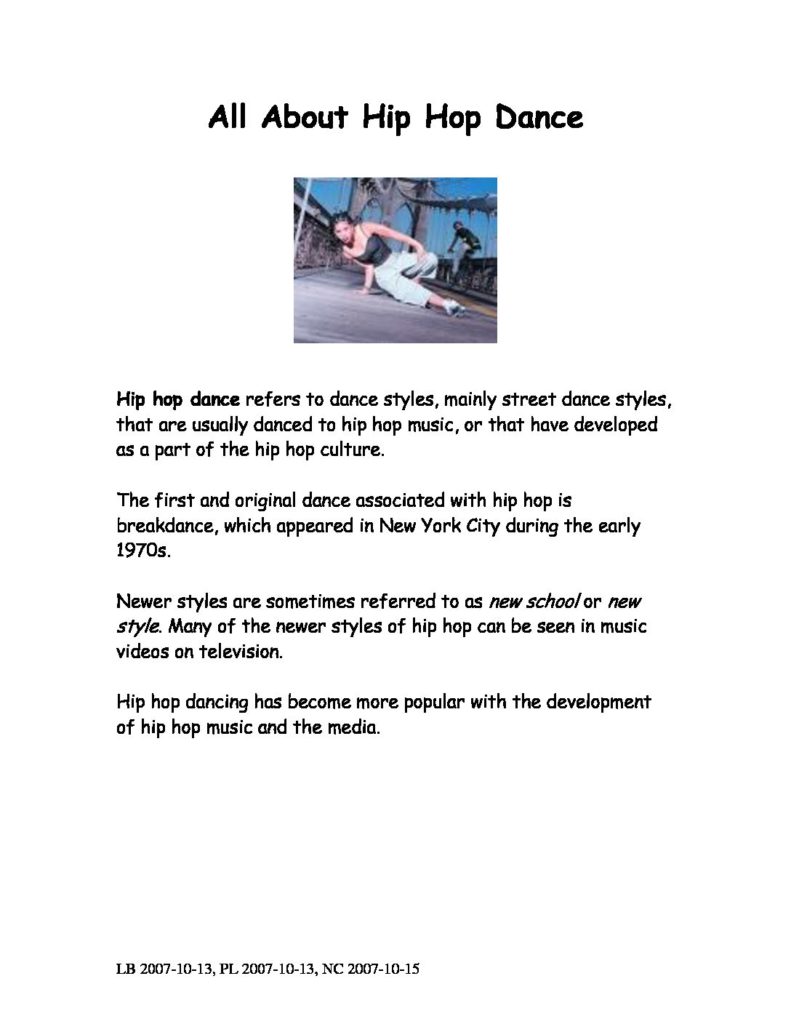 All About Hip Hop Dance
Hip hop dance refers to dance styles, mainly street dance styles,
that are usually danced to hip hop music, or that have developed
as a part of the hip hop culture.
The first and original dance associated with hip hop is
breakdance, which appeared in New York City during the early
1970s.
Newer styles are sometimes referred to as new school or new
style. Many of the newer styles of hip hop can be seen in music
videos on television.
Hip hop dancing has become more popular with the development
of hip hop music and the media.
LB 2007-10-13, PL 2007-10-13, NC 2007-10-15